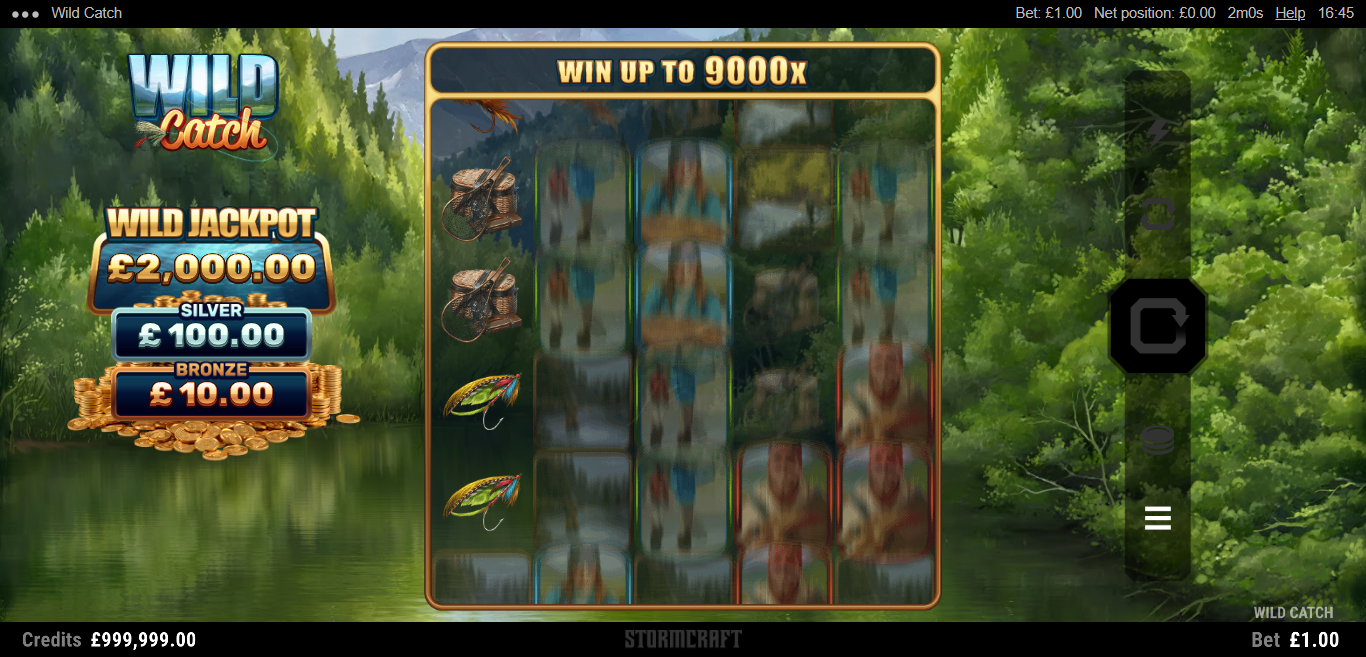 Wild Catch
Bet: £1.00 Net position: £0.00 2m0s Help 16:45
WILD
Catch
WIN UP TO 9000x
WILD JACKPOT
£2,000.00
SILVER
£ 100.00
BRONZE
£ 10.00
WILD CATCH
Credits £999,999.00
STORMCRAFT
Bet £1.00